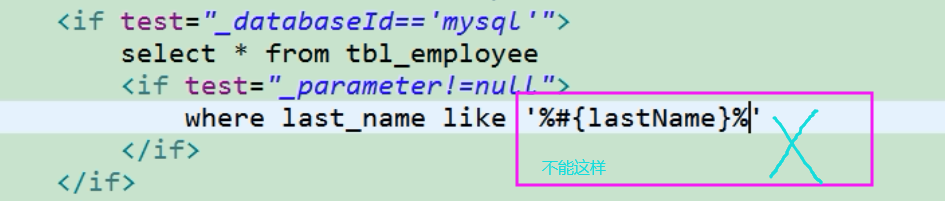 <if test="_databaseId=='mysql'">
select * from tbl_employee
<if test="_parameter!=null">
where last_name like '%#{lastName}%'
</if>
不能这样
</if>